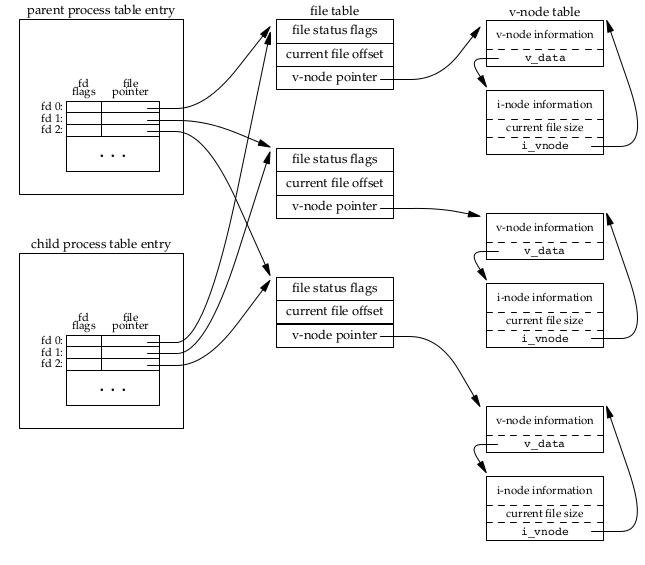 parent process table entry
fd flags
file pointer
fd 0:
fd 1:
fd 2:
...
child process table entry
fd flags
file pointer
fd 0:
fd 1:
fd 2:
...
file table
file status flags
current file offset
v-node pointer
file status flags
current file offset
v-node pointer
file status flags
current file offset
v-node pointer
v-node table
v-node information
v_data
i-node information
current file size
i_vnode
v-node information
v_data
i-node information
current file size
i_vnode
v-node information
v_data
i-node information
current file size
i_vnode